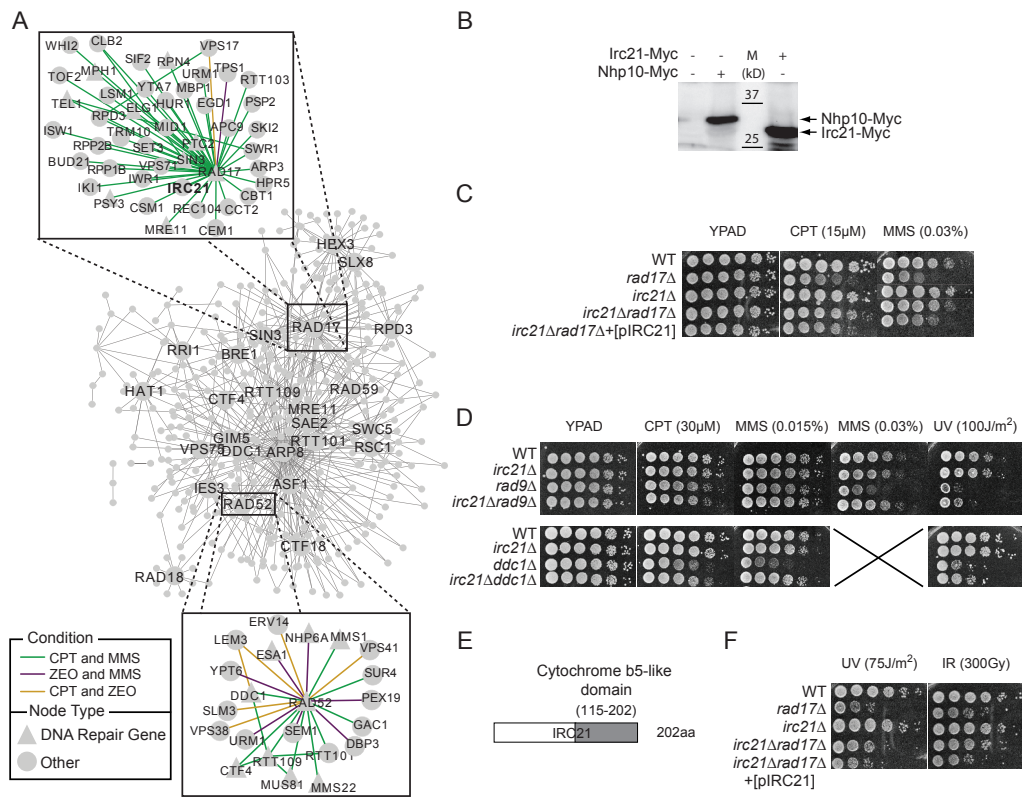 A
WHI2
CLB2
VPS17
SIF2
RPN4
MPH1
URM1
TPS1
TOF2
YTA7
MBP1
RTT103
LSM1
HUR1
EGD1
PSP2
TEL1
ELG1
RPD3
MID1
APC9
SKI2
ISW1
TRM10
PTC2
RPP2B
SET3
SWR1
BUD21
SIN3
VPS71
RAD17
ARP3
RPP1B
IWR1
HPR5
IKI1
IRC21
CBT1
PSY3
CSM1
REC104
CCT2
MRE11
CEM1
HEX3
SLX8
RAD17
SIN3
RPD3
RRI1
BRE1
HAT1
RTT109
RAD59
CTF4
MRE11
SAE2
GIM5
SWC5
VPS75
RTT101
RSC1
DDC1
ARP8
IES3
ASF1
RAD52
CTF18
RAD18
ERV14
LEM3
NHP6A
MMS1
ESA1
VPS41
YPT6
SUR4
DDC1
RAD52
PEX19
SLM3
GAC1
VPS38
SEM1
URM1
DBP3
RTT101
RTT109
CTF4
MUS81
MMS22
Condition
CPT and MMS
ZEO and MMS
CPT and ZEO
Node Type
DNA Repair Gene
Other
B
Irc21-Myc - - M +
Nhp10-Myc - + (kD) -
37
Nhp10-Myc
Irc21-Myc
25
C
YPAD CPT (15µM) MMS (0.03%)
WT
rad17Δ
irc21Δ
irc21Δrad17Δ
irc21Δrad17Δ+[pIRC21]
D
YPAD CPT (30µM) MMS (0.015%) MMS (0.03%) UV (100J/m²)
WT
irc21Δ
rad9Δ
irc21Δrad9Δ
WT
irc21Δ
ddc1Δ
irc21Δddc1Δ
E
Cytochrome b5-like
domain
(115-202)
IRC21 202aa
F
UV (75J/m²) IR (300Gy)
WT
rad17Δ
irc21Δ
irc21Δrad17Δ
irc21Δrad17Δ
+[pIRC21]